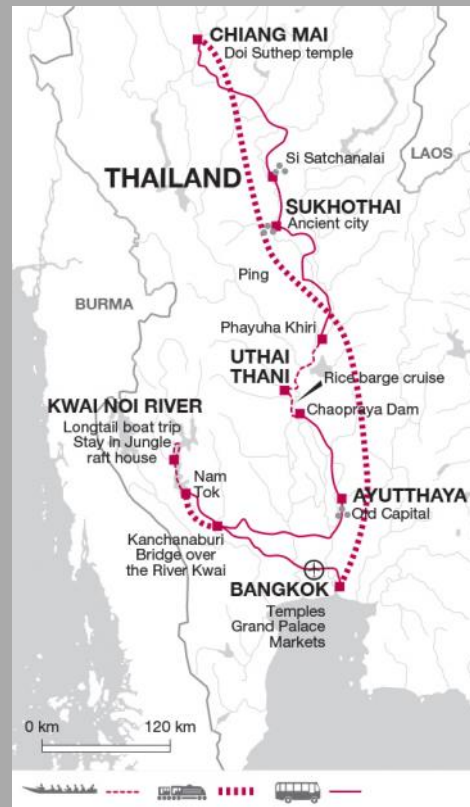 CHIANG MAI
Doi Suthep temple
LAOS
Si Satchanalai
THAILAND
SUKHOTHAI
Ancient city
Ping
BURMA
Phayuha Khiri
UTHAI
THANI
Rice barge cruise
KWAI NOI RIVER
Chaopraya Dam
Longtail boat trip
Stay in Jungle
raft house
Nam
Tok
AYUTTHAYA
Old Capital
Kanchanaburi
Bridge over
the River Kwai
BANGKOK
Temples
Grand Palace
Markets
0 km
120 km